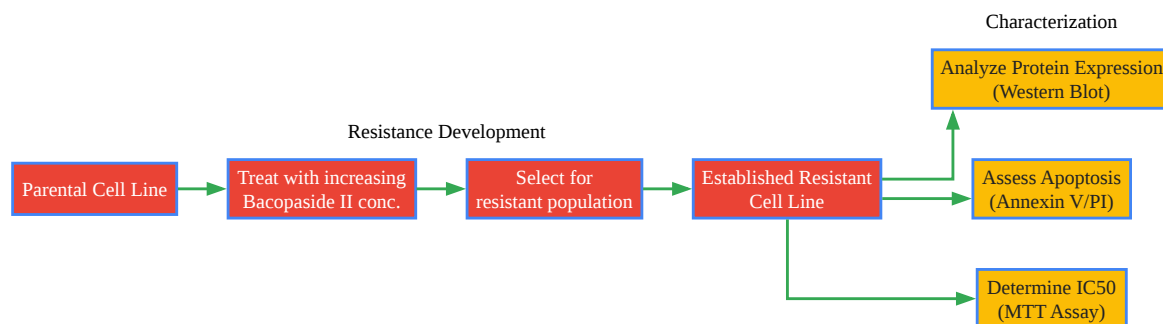 Characterization
Analyze Protein Expression
(Western Blot)
Resistance Development
Parental Cell Line
Treat with increasing
Bacopaside II conc.
Select for
resistant population
Established Resistant
Cell Line
Assess Apoptosis
(Annexin V/PI)
Determine IC50
(MTT Assay)